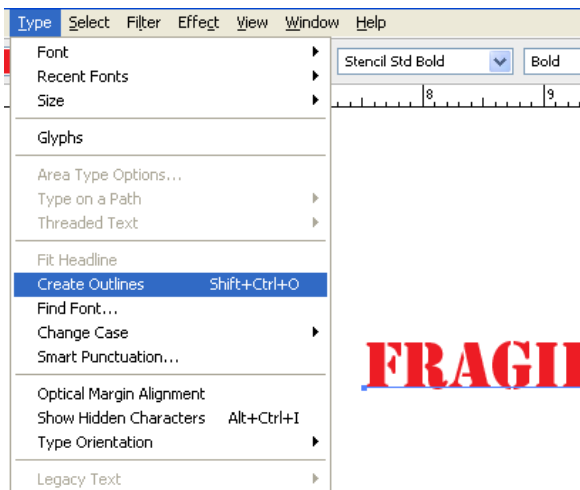 Type Select Filter Effect View Window Help
Font
Recent Fonts
Size
Glyphs
Area Type Options...
Type on a Path
Threaded Text
Fit Headline
Create Outlines Shift+Ctrl+O
Find Font...
Change Case
Smart Punctuation...
Optical Margin Alignment
Show Hidden Characters Alt+Ctrl+I
Type Orientation
Legacy Text
Stencil Std Bold Bold
8 9
FRAGI